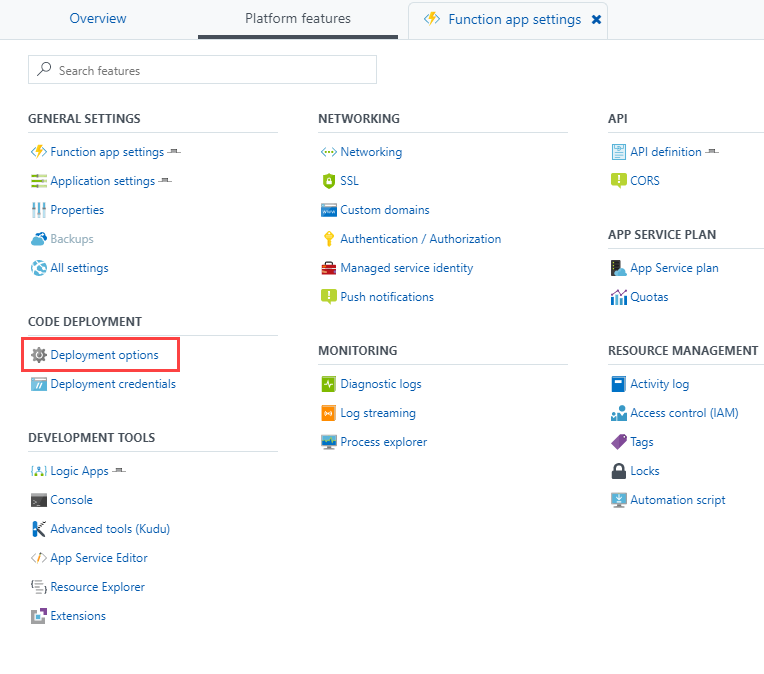 Overview
Platform features
Function app settings
Search features
GENERAL SETTINGS
Function app settings
Application settings
Properties
Backups
All settings
CODE DEPLOYMENT
Deployment options
Deployment credentials
DEVELOPMENT TOOLS
Logic Apps
Console
Advanced tools (Kudu)
App Service Editor
Resource Explorer
Extensions
NETWORKING
Networking
SSL
Custom domains
Authentication / Authorization
Managed service identity
Push notifications
MONITORING
Diagnostic logs
Log streaming
Process explorer
API
API definition
CORS
APP SERVICE PLAN
App Service plan
Quotas
RESOURCE MANAGEMENT
Activity log
Access control (IAM)
Tags
Locks
Automation script